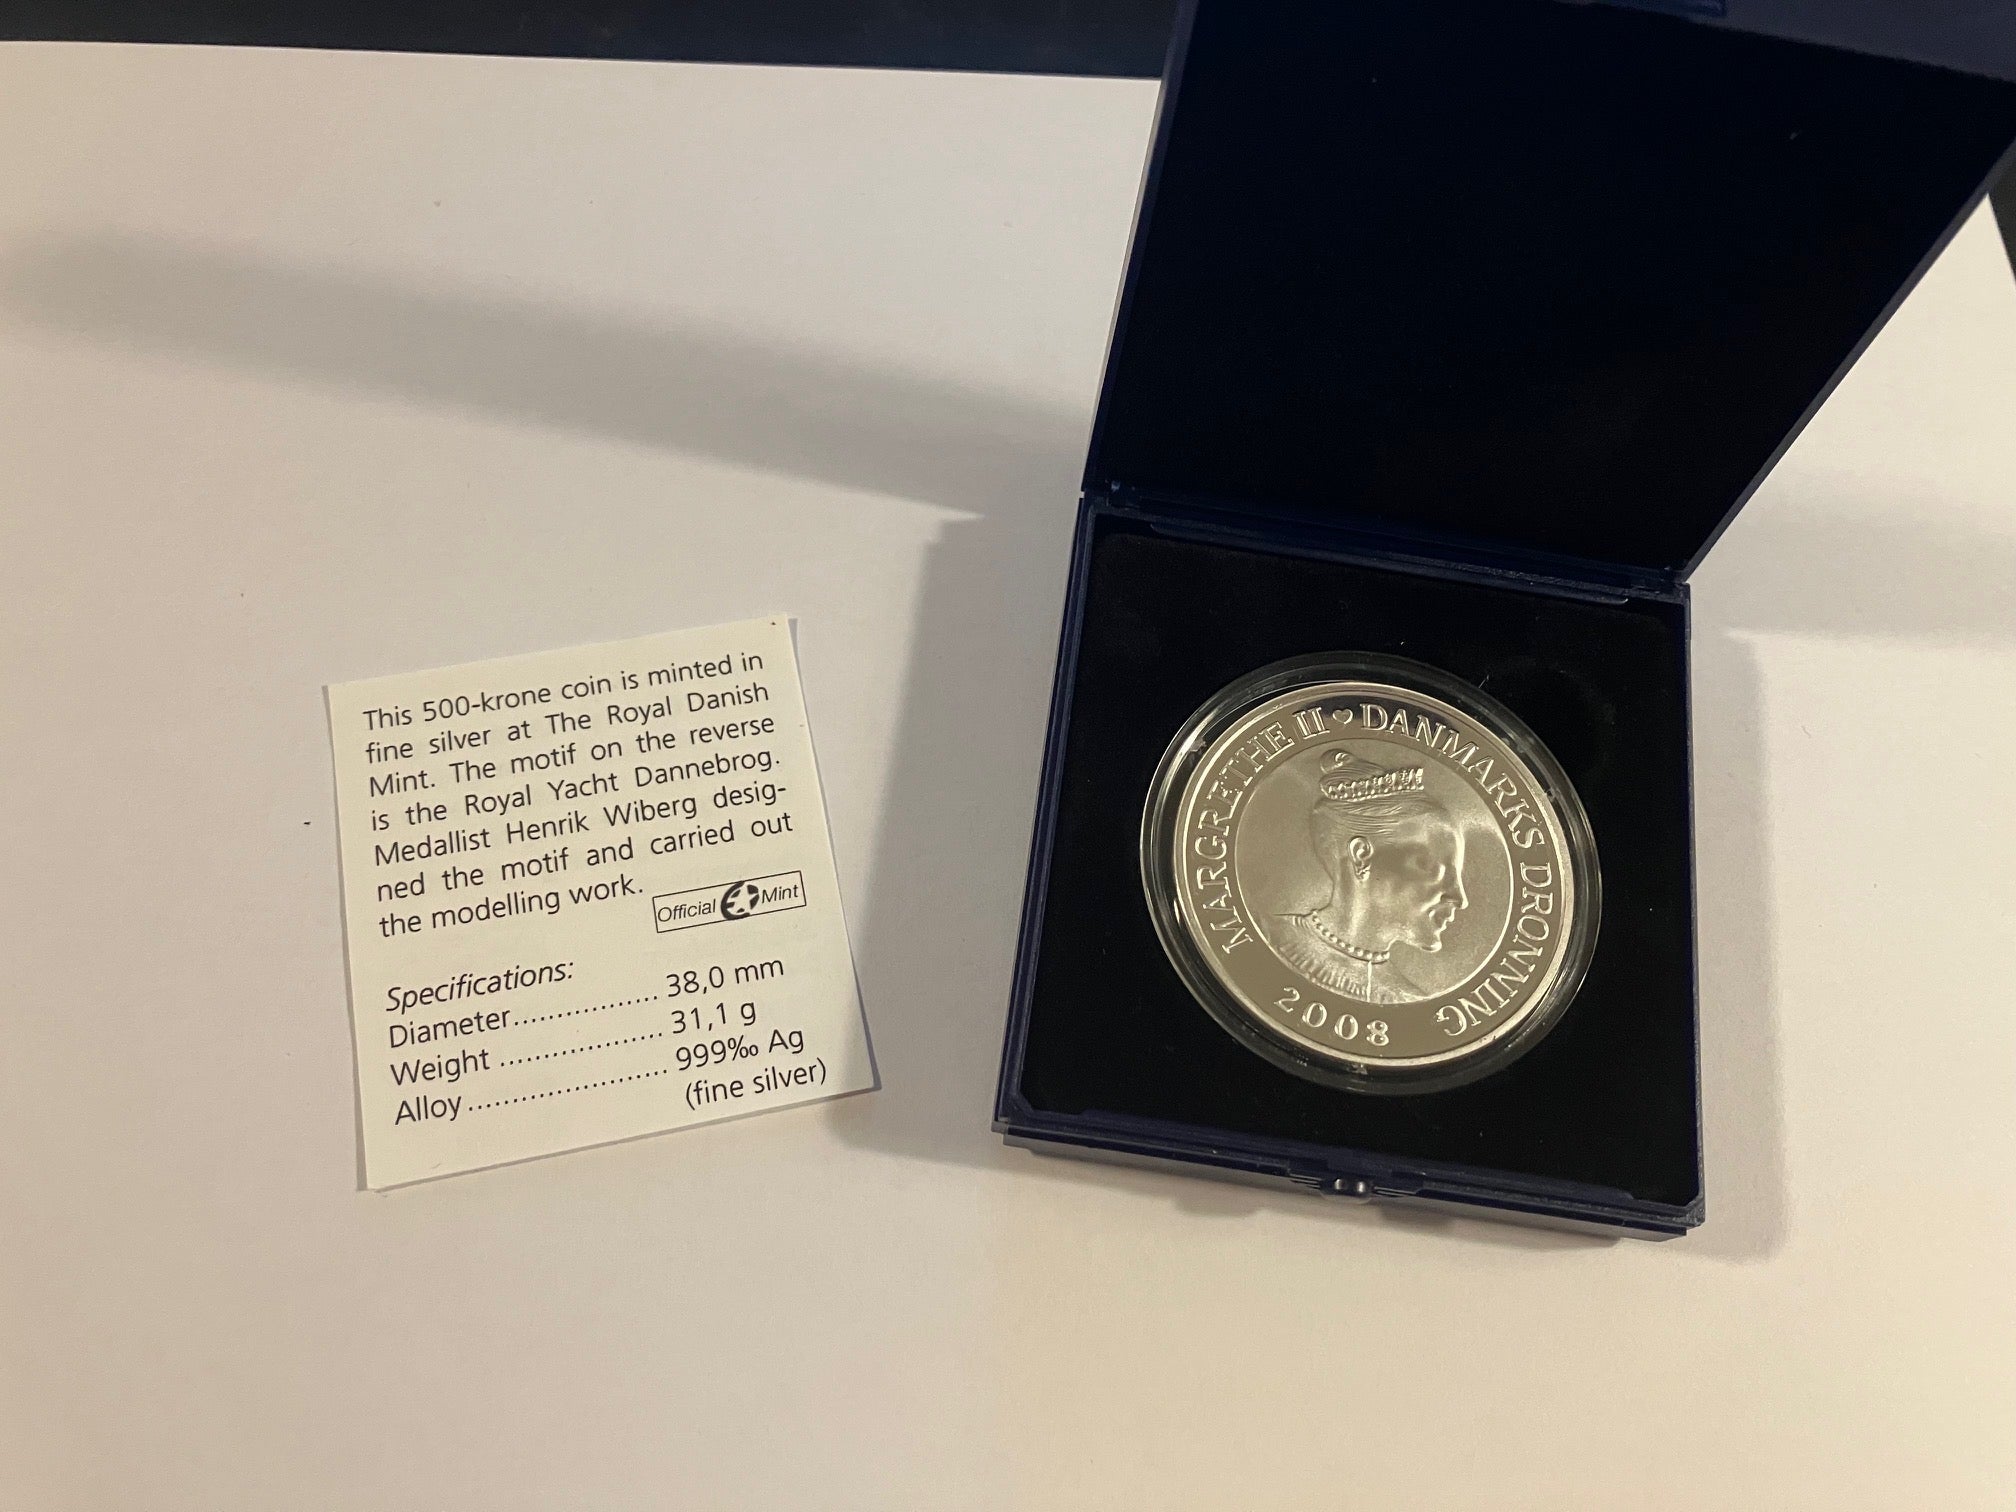 This 500-krone coin is minted in
fine silver at The Royal Danish
Mint. The motif on the reverse
is the Royal Yacht Dannebrog.
Medallist Henrik Wiberg desig-
ned the motif and carried out
the modelling work.
Official Mint
Specifications:
Diameter................. 38,0 mm
Weight ................... 31,1 g
Alloy....................... 999‰ Ag
(fine silver)
MARGRETHE II ♥ DANMARKS DRONNING
2008